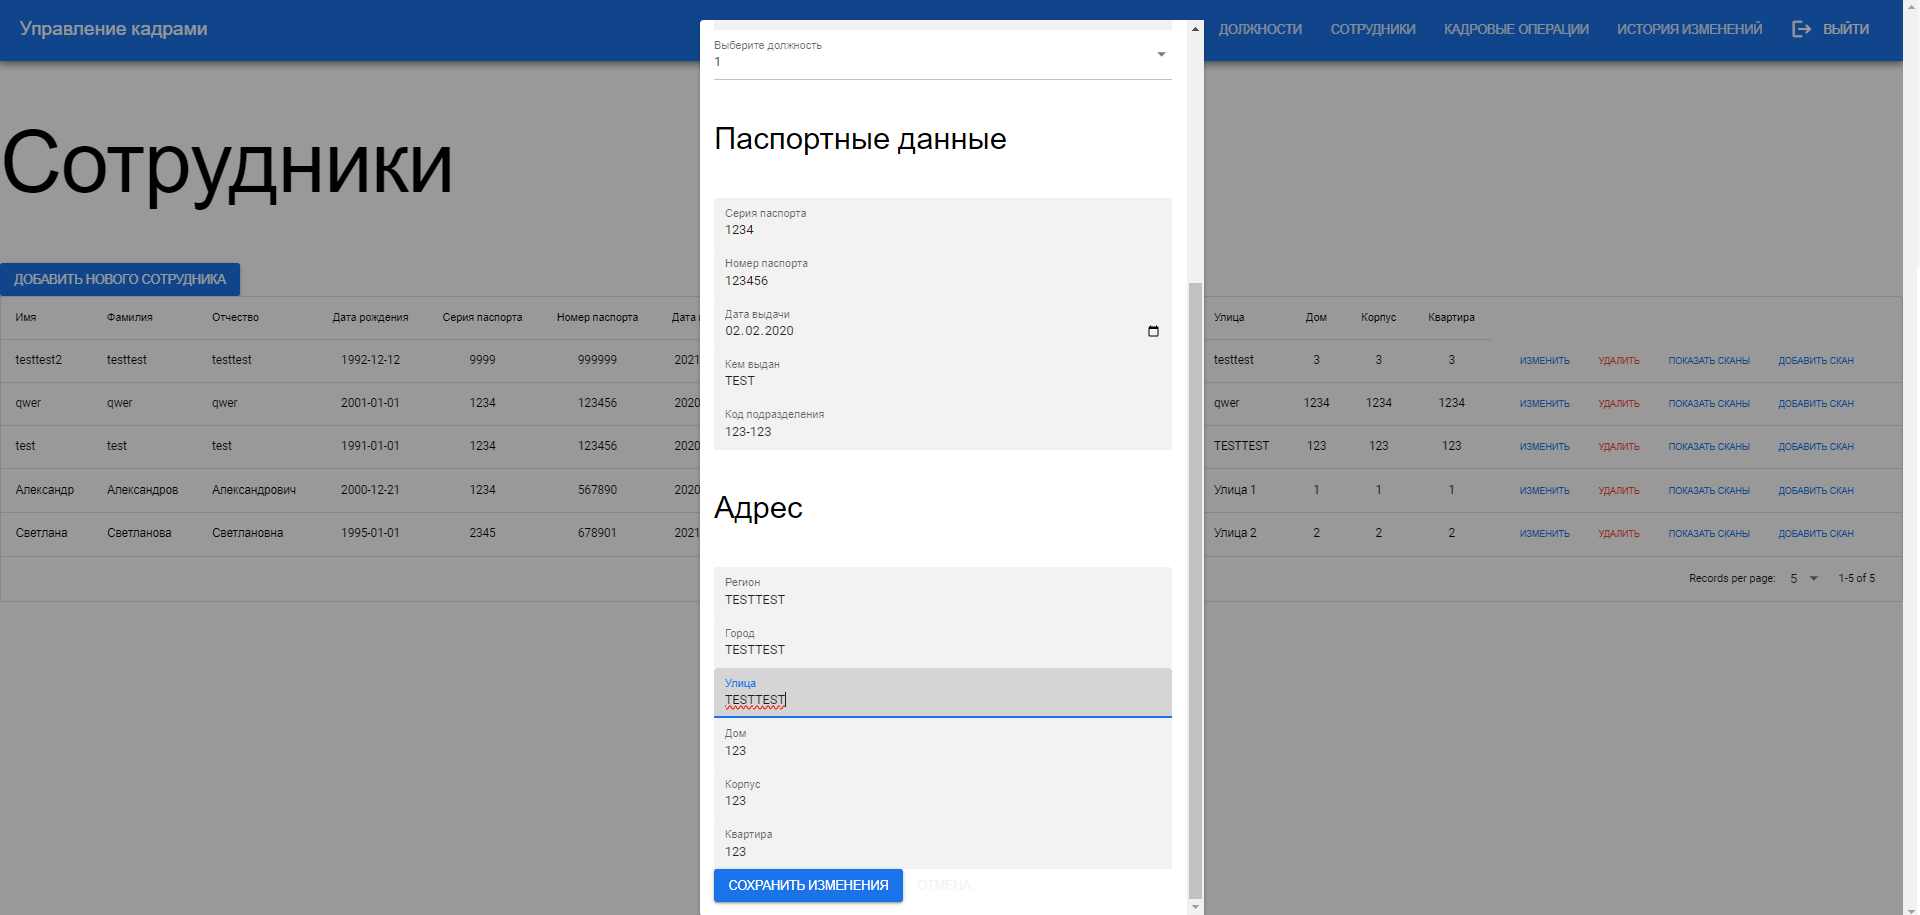 Управление кадрами
ДОЛЖНОСТИ СОТРУДНИКИ КАДРОВЫЕ ОПЕРАЦИИ ИСТОРИЯ ИЗМЕНЕНИЙ ВЫЙТИ
Сотрудники
ДОБАВИТЬ НОВОГО СОТРУДНИКА
Имя Фамилия Отчество Дата рождения Серия паспорта Номер паспорта Дата Улица Дом Корпус Квартира
testtest2 testtest testtest 1992-12-12 9999 999999 2021 testtest 3 3 3 ИЗМЕНИТЬ УДАЛИТЬ ПОКАЗАТЬ СКАНЫ ДОБАВИТЬ СКАН
qwer qwer qwer 2001-01-01 1234 123456 2020 qwer 1234 1234 1234 ИЗМЕНИТЬ УДАЛИТЬ ПОКАЗАТЬ СКАНЫ ДОБАВИТЬ СКАН
test test test 1991-01-01 1234 123456 2020 TESTTEST 123 123 123 ИЗМЕНИТЬ УДАЛИТЬ ПОКАЗАТЬ СКАНЫ ДОБАВИТЬ СКАН
Александр Александров Александрович 2000-12-21 1234 567890 2020 Улица 1 1 1 1 ИЗМЕНИТЬ УДАЛИТЬ ПОКАЗАТЬ СКАНЫ ДОБАВИТЬ СКАН
Светлана Светланова Светлановна 1995-01-01 2345 678901 2021 Улица 2 2 2 2 ИЗМЕНИТЬ УДАЛИТЬ ПОКАЗАТЬ СКАНЫ ДОБАВИТЬ СКАН
Records per page: 5 1-5 of 5
Выберите должность
1
Паспортные данные
Серия паспорта
1234
Номер паспорта
123456
Дата выдачи
02.02.2020
Кем выдан
TEST
Код подразделения
123-123
Адрес
Регион
TESTTEST
Город
TESTTEST
Улица
TESTTEST
Дом
123
Корпус
123
Квартира
123
СОХРАНИТЬ ИЗМЕНЕНИЯ ОТМЕНА